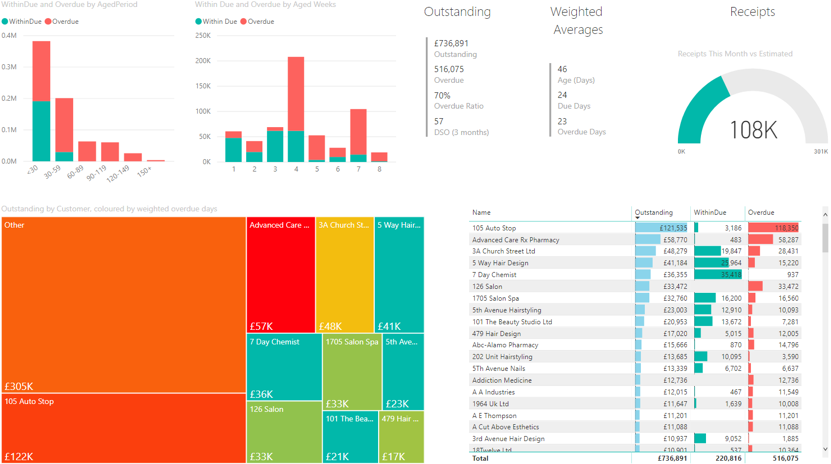 WithinDue and Overdue by AgedPeriod
WithinDue Overdue
0.4M
0.3M
0.2M
0.1M
0.0M
<30 30-59 60-89 90-119 120-149 150+
Within Due and Overdue by Aged Weeks
Within Due Overdue
250K
200K
150K
100K
50K
0K
1 2 3 4 5 6 7 8
Outstanding
£736,891
Outstanding
516,075
Overdue
70%
Overdue Ratio
57
DSO (3 months)
Weighted
Averages
46
Age (Days)
24
Due Days
23
Overdue Days
Receipts
Receipts This Month vs Estimated
108K
0K 301K
Outstanding by Customer, coloured by weighted overdue days
Other
£305K
105 Auto Stop
£122K
Advanced Care ...
£57K
3A Church St...
£48K
5 Way Hair ...
£41K
7 Day Chemist
£36K
126 Salon
£33K
1705 Salon Spa
£33K
5th Ave...
£23K
101 The Bea...
£21K
479 Hair ...
£17K
Name Outstanding WithinDue Overdue
105 Auto Stop £121,535 3,186 118,350
Advanced Care Rx Pharmacy £58,770 483 58,287
3A Church Street Ltd £48,279 19,847 28,431
5 Way Hair Design £41,184 25,964 15,220
7 Day Chemist £36,355 35,418 937
126 Salon £33,472 33,472
1705 Salon Spa £32,760 16,200 16,560
5th Avenue Hairstyling £23,003 12,910 10,093
101 The Beauty Studio Ltd £20,953 13,672 7,281
479 Hair Design £17,020 5,015 12,005
Abc-Alamo Pharmacy £15,666 870 14,796
202 Unit Hairstyling £13,685 10,095 3,590
5Th Avenue Nails £13,339 6,702 6,637
Addiction Medicine £12,736 12,736
A A Industries £12,015 467 11,549
1964 Uk Ltd £11,647 1,639 10,008
A E Thompson £11,201 11,201
A Cut Above Esthetics £11,088 11,088
3rd Avenue Hair Design £10,937 9,052 1,885
18Twelve Ltd £10,901 537 10,364
Total £736,891 220,816 516,075